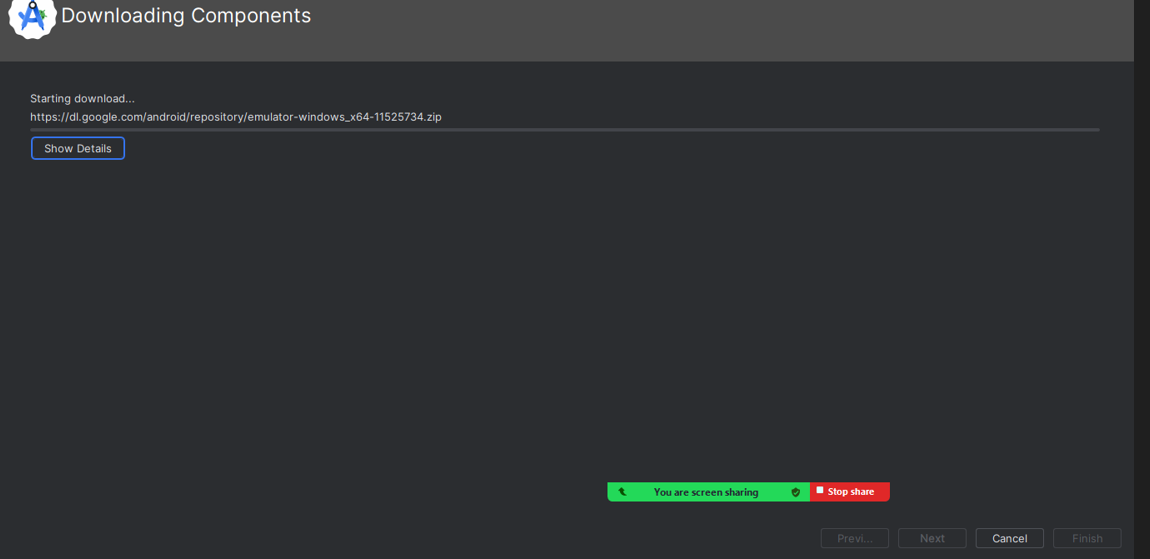 Downloading Components
Starting download...
https://dl.google.com/android/repository/emulator-windows_x64-11525734.zip
Show Details
You are screen sharing
Stop share
Previ...
Next
Cancel
Finish